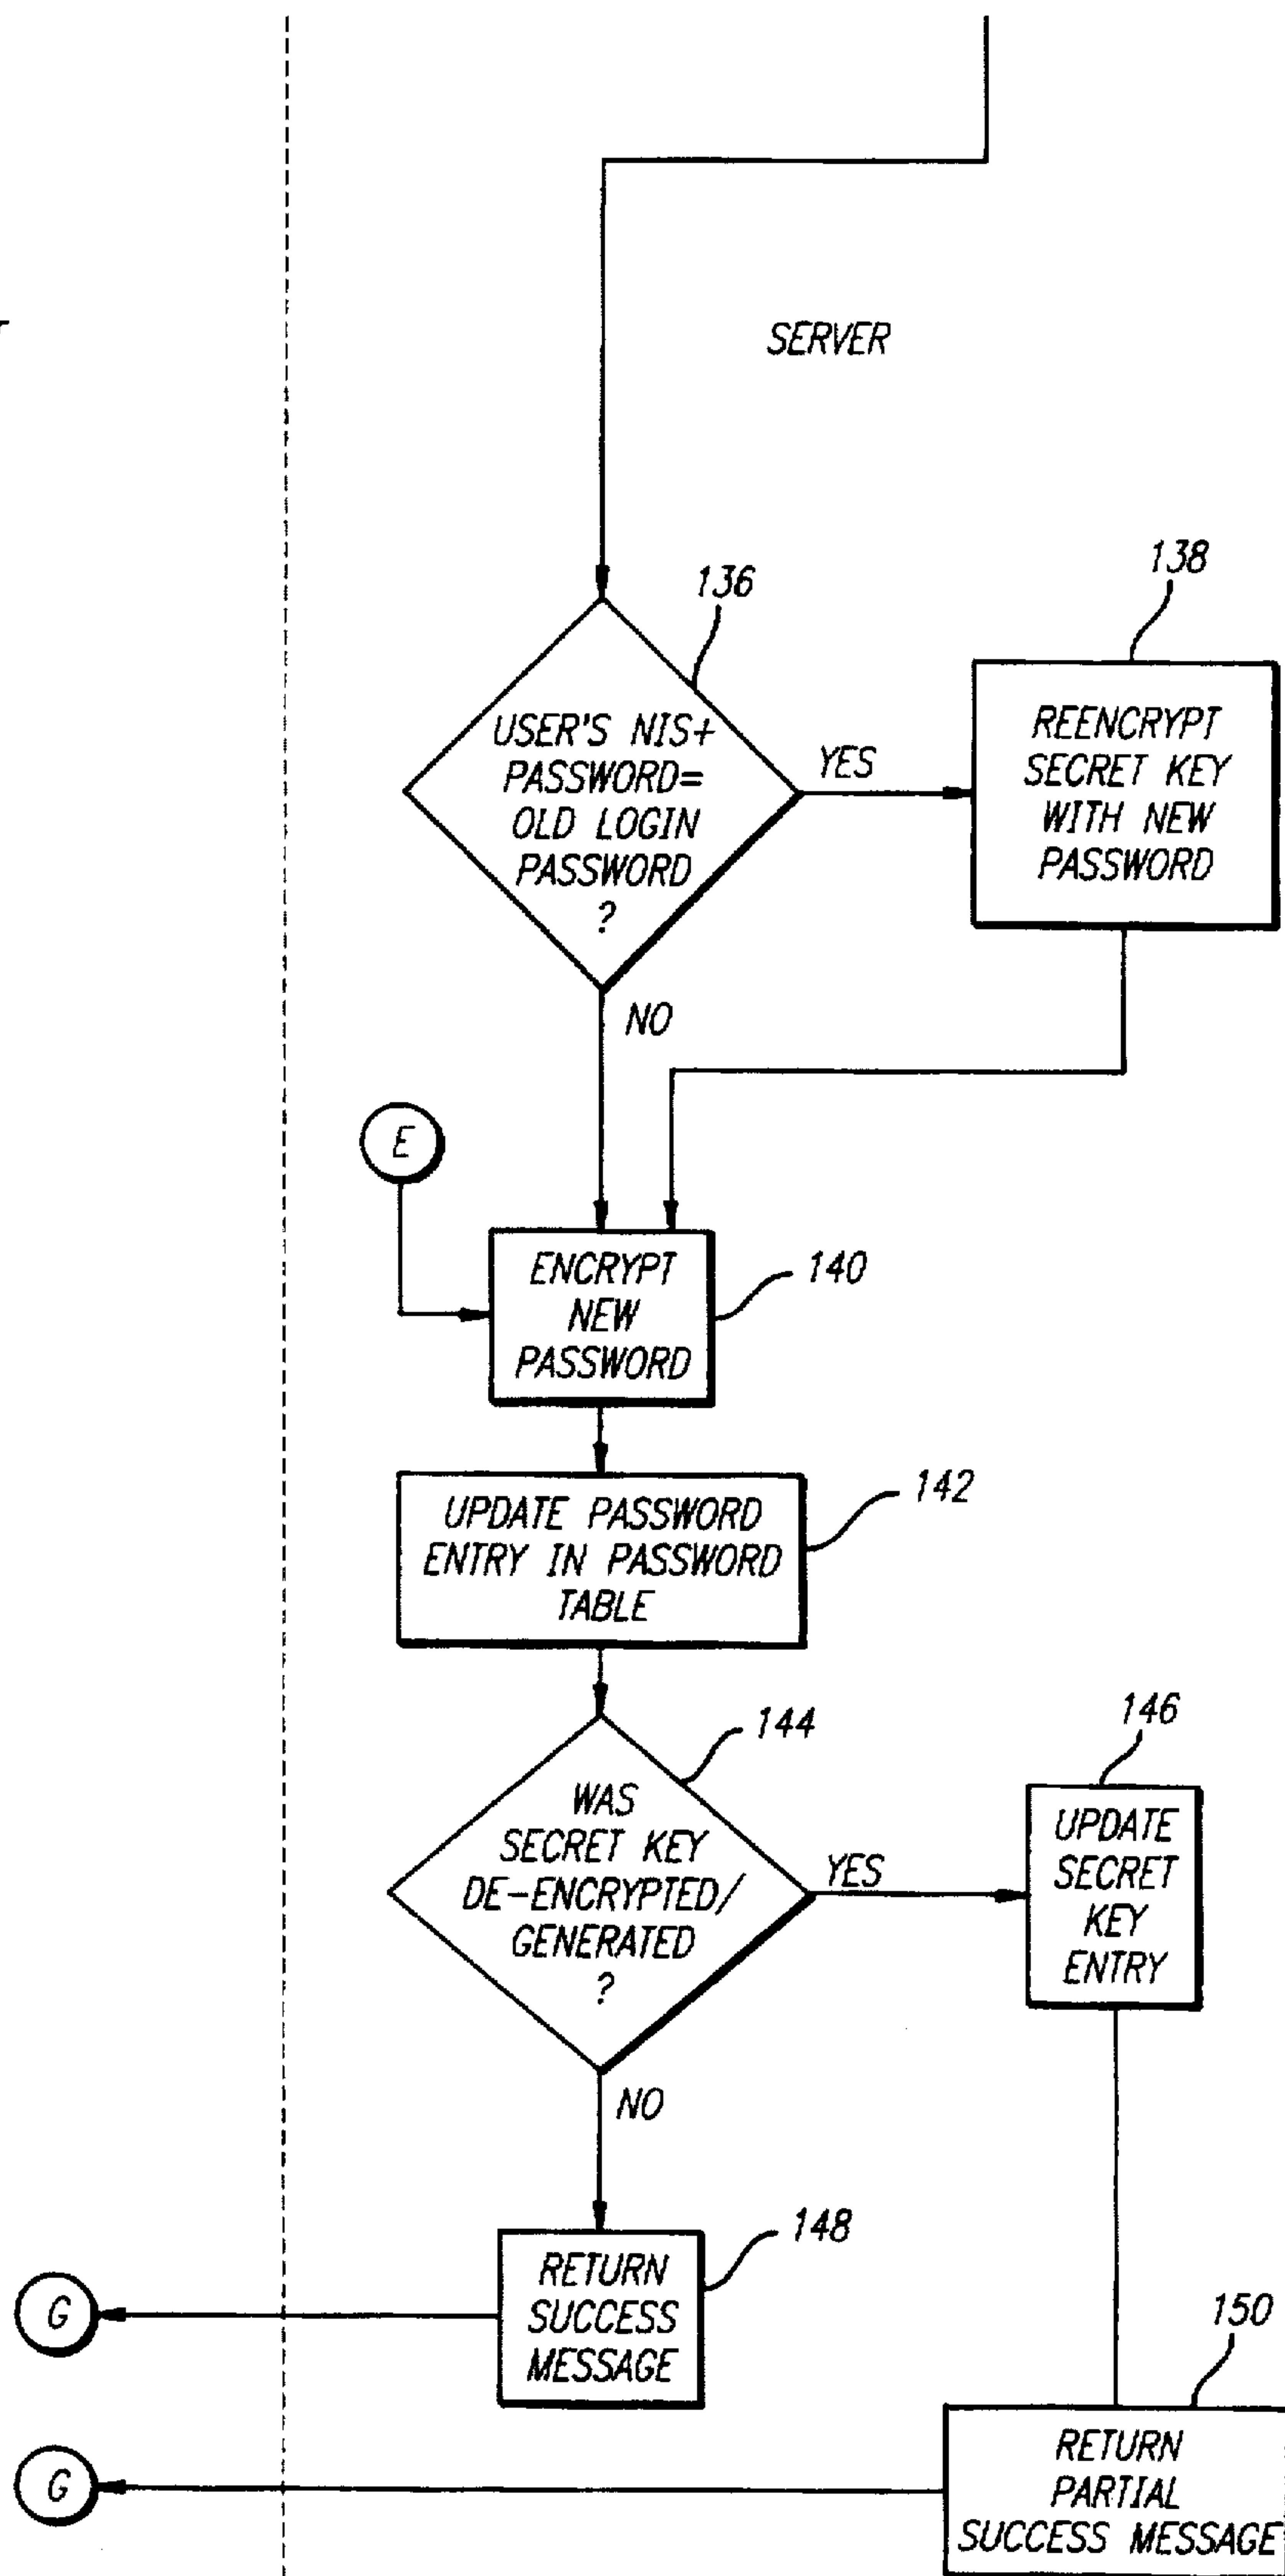 SERVER
136
138
USER'S NIS+
PASSWORD=
OLD LOGIN
PASSWORD
?
YES
REENCRYPT
SECRET KEY
WITH NEW
PASSWORD
NO
E
ENCRYPT
NEW
PASSWORD
140
UPDATE PASSWORD
ENTRY IN PASSWORD
TABLE
142
144
146
WAS
SECRET KEY
DE-ENCRYPTED/
GENERATED
?
YES
UPDATE
SECRET
KEY
ENTRY
NO
148
RETURN
SUCCESS
MESSAGE
G
150
RETURN
PARTIAL
SUCCESS MESSAGE
G